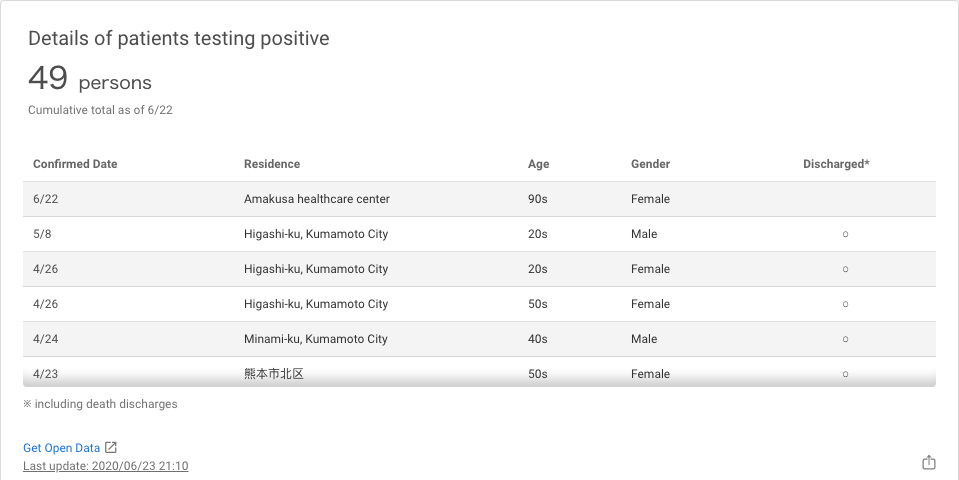 Details of patients testing positive
49 persons
Cumulative total as of 6/22
Confirmed Date Residence Age Gender Discharged*
6/22 Amakusa healthcare center 90s Female
5/8 Higashi-ku, Kumamoto City 20s Male ○
4/26 Higashi-ku, Kumamoto City 20s Female ○
4/26 Higashi-ku, Kumamoto City 50s Female ○
4/24 Minami-ku, Kumamoto City 40s Male ○
4/23 熊本市北区 50s Female ○
※ including death discharges
Get Open Data
Last update: 2020/06/23 21:10